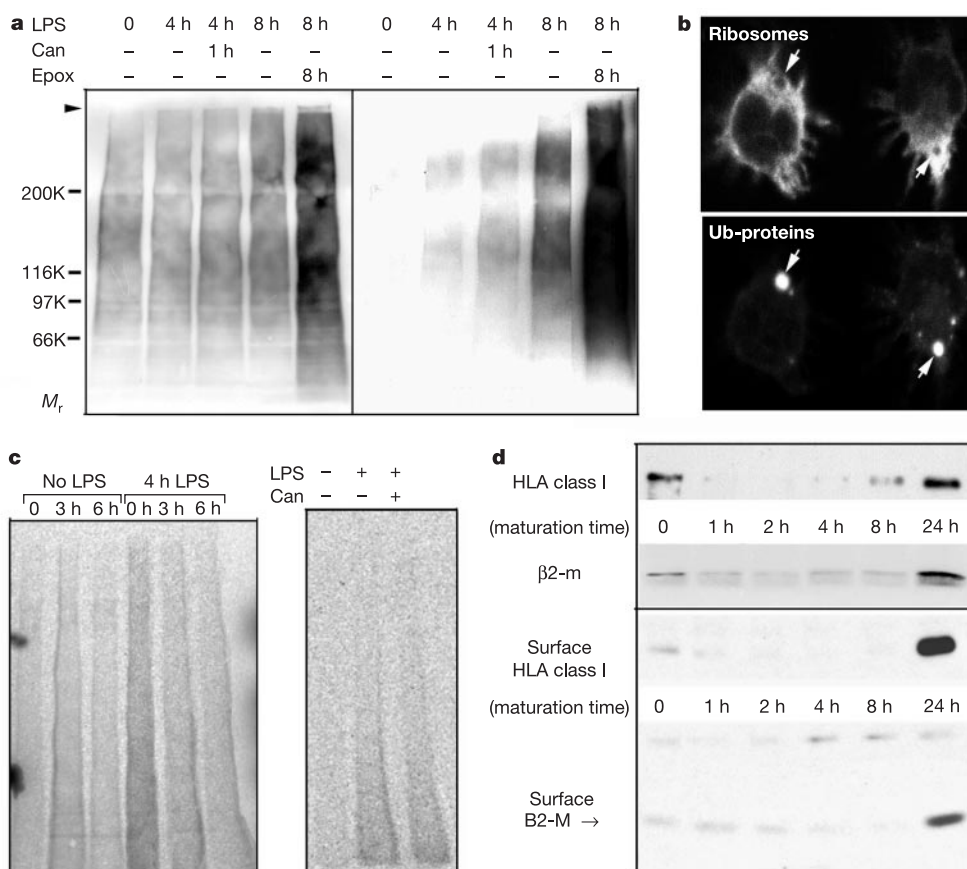 a
LPS 0 4 h 4 h 8 h 8 h 0 4 h 4 h 8 h 8 h
Can – – 1 h – – – – 1 h – –
Epox – – – – 8 h – – – – 8 h
200K
116K
97K
66K
Mr
b
Ribosomes
Ub-proteins
c
No LPS 4 h LPS
0 3 h 6 h 0 h 3 h 6 h
LPS – + +
Can – – +
d
HLA class I
(maturation time) 0 1 h 2 h 4 h 8 h 24 h
β2-m
Surface
HLA class I
(maturation time) 0 1 h 2 h 4 h 8 h 24 h
Surface
B2-M →